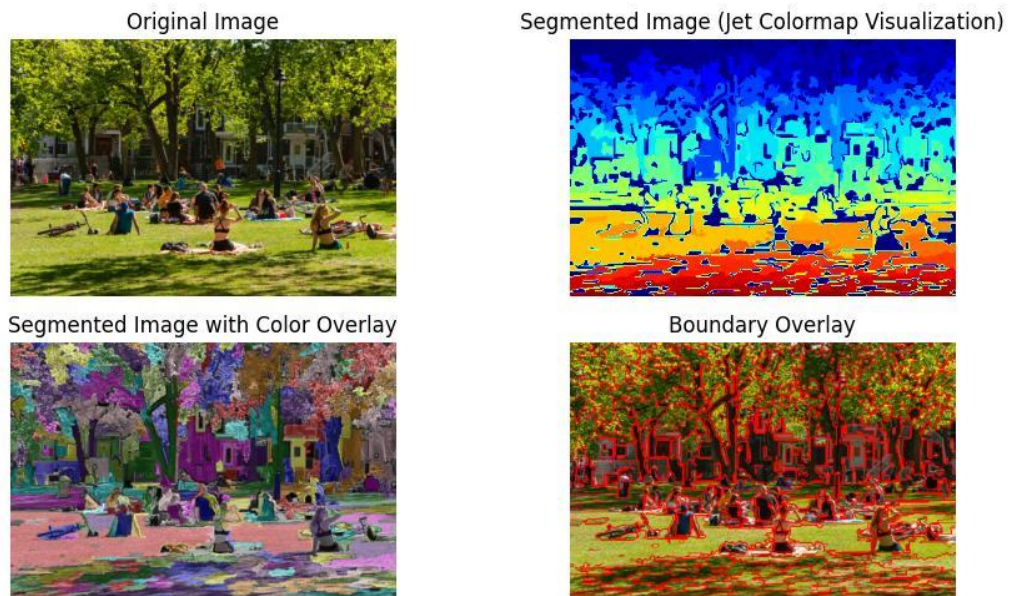 Original Image
Segmented Image (Jet Colormap Visualization)
Segmented Image with Color Overlay
Boundary Overlay